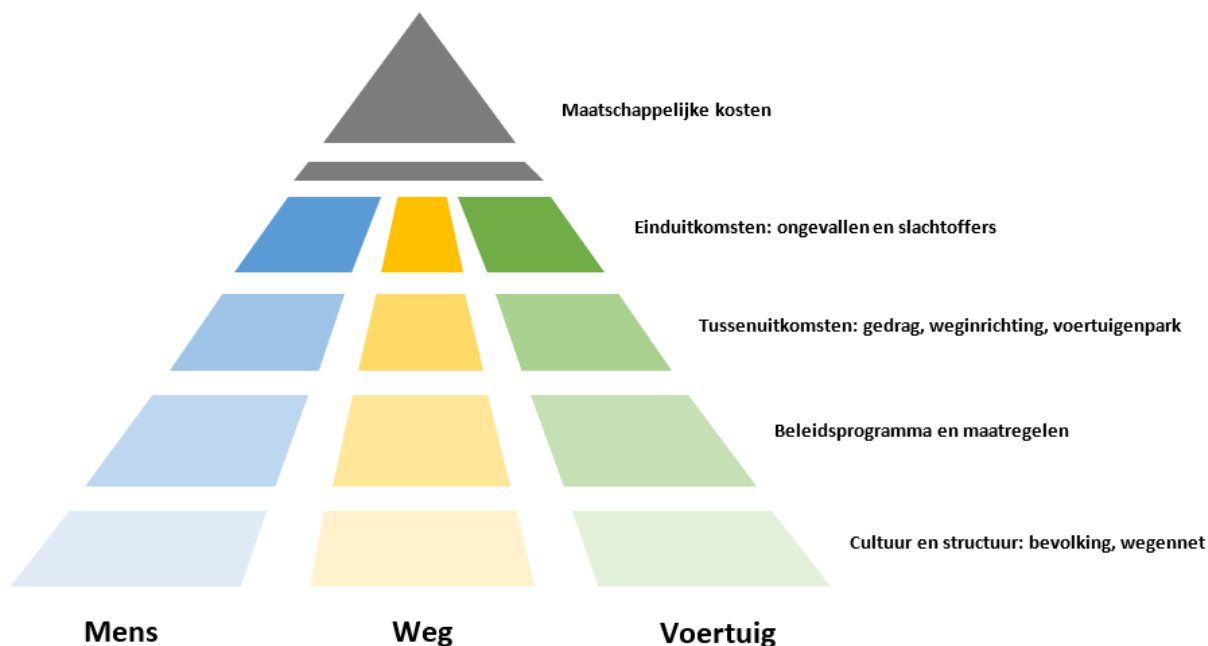 Maatschappelijke kosten
Einduitkomsten: ongevallen en slachtoffers
Tussenuitkomsten: gedrag, weginrichting, voertuigenpark
Beleidsprogramma en maatregelen
Cultuur en structuur: bevolking, wegennet
Mens Weg Voertuig